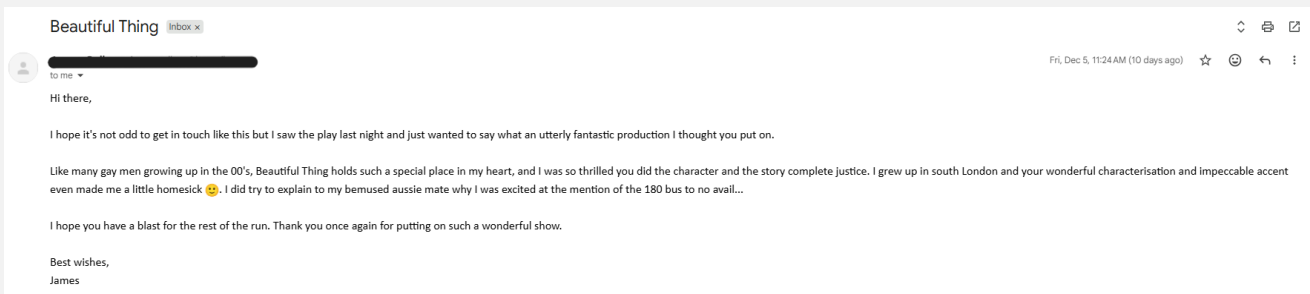 Beautiful Thing Inbox ×
Fri, Dec 5, 11:24 AM (10 days ago)
to me
Hi there,
I hope it's not odd to get in touch like this but I saw the play last night and just wanted to say what an utterly fantastic production I thought you put on.
Like many gay men growing up in the 00's, Beautiful Thing holds such a special place in my heart, and I was so thrilled you did the character and the story complete justice. I grew up in south London and your wonderful characterisation and impeccable accent
even made me a little homesick 🙂. I did try to explain to my bemused aussie mate why I was excited at the mention of the 180 bus to no avail...
I hope you have a blast for the rest of the run. Thank you once again for putting on such a wonderful show.
Best wishes,
James